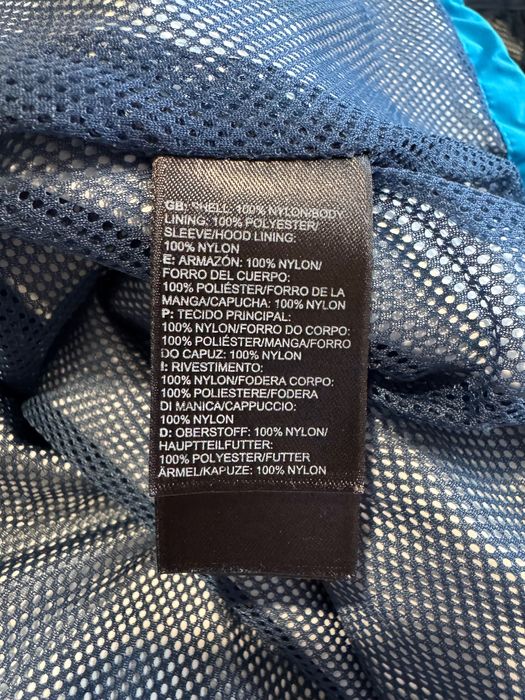 GB: SHELL: 100% NYLON/BODY
LINING: 100% POLYESTER/
SLEEVE/HOOD LINING:
100% NYLON
E: ARMAZÓN: 100% NYLON/
FORRO DEL CUERPO:
100% POLIÉSTER/FORRO DE LA
MANGA/CAPUCHA: 100% NYLON
P: TECIDO PRINCIPAL:
100% NYLON/FORRO DO CORPO:
100% POLIÉSTER/MANGA/FORRO
DO CAPUZ: 100% NYLON
I: RIVESTIMENTO:
100% NYLON/FODERA CORPO:
100% POLIESTERE/FODERA
DI MANICA/CAPPUCCIO:
100% NYLON
D: OBERSTOFF: 100% NYLON/
HAUPTTEILFUTTER:
100% POLYESTER/FUTTER
ÄRMEL/KAPUZE: 100% NYLON